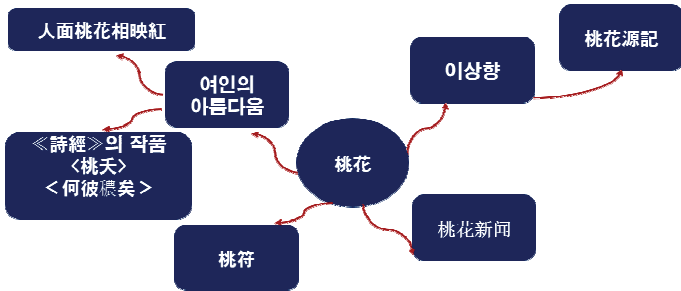 人面桃花相映紅
桃花源記
이상향
여인의
아름다움
≪詩經≫의 작품
<桃夭>
＜何彼穠矣＞
桃花
桃花新闻
桃符